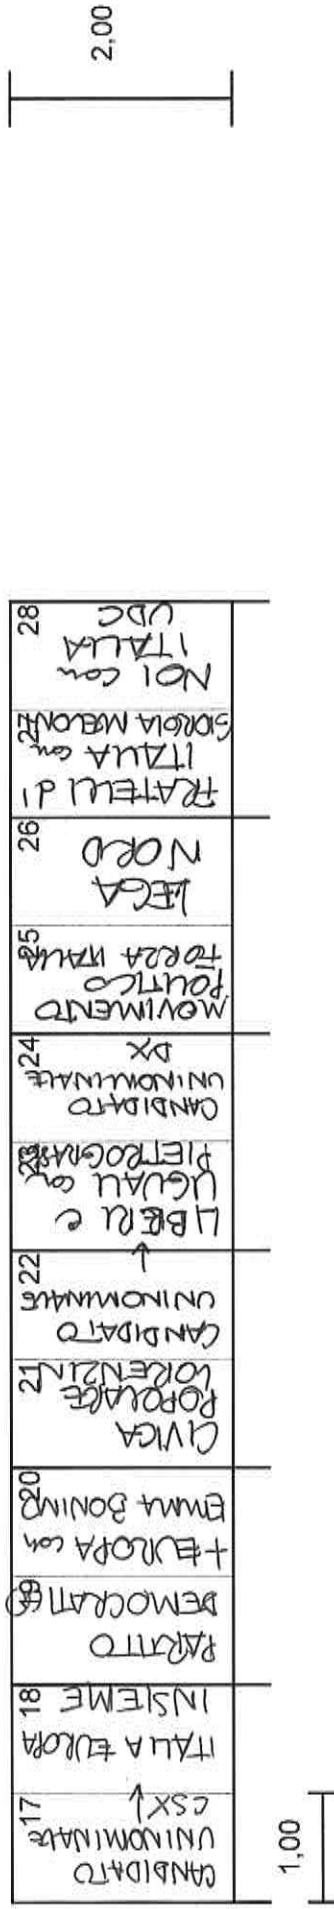 2,00
17
CANDIDATO
UNINOMINALE
CSX →
18
ITALIA EUROPA
INSIEME
19
PARTITO
DEMOCRATICO
20
+ EUROPA con
EMMA BONINO
21
CIVICA
POPOLARE
LORENZIN
22
CANDIDATO
UNINOMINALE
→
23
LIBERI e
UGUALI con
PIETRO GRASSO
24
CANDIDATO
UNINOMINALE
DX
25
MOVIMENTO
POLITICO
FORZA ITALIA
26
LEGA
NORD
27
FRATELLI di
ITALIA con
GIORGIA MELONI
28
NOI con
ITALIA
UDC
1,00